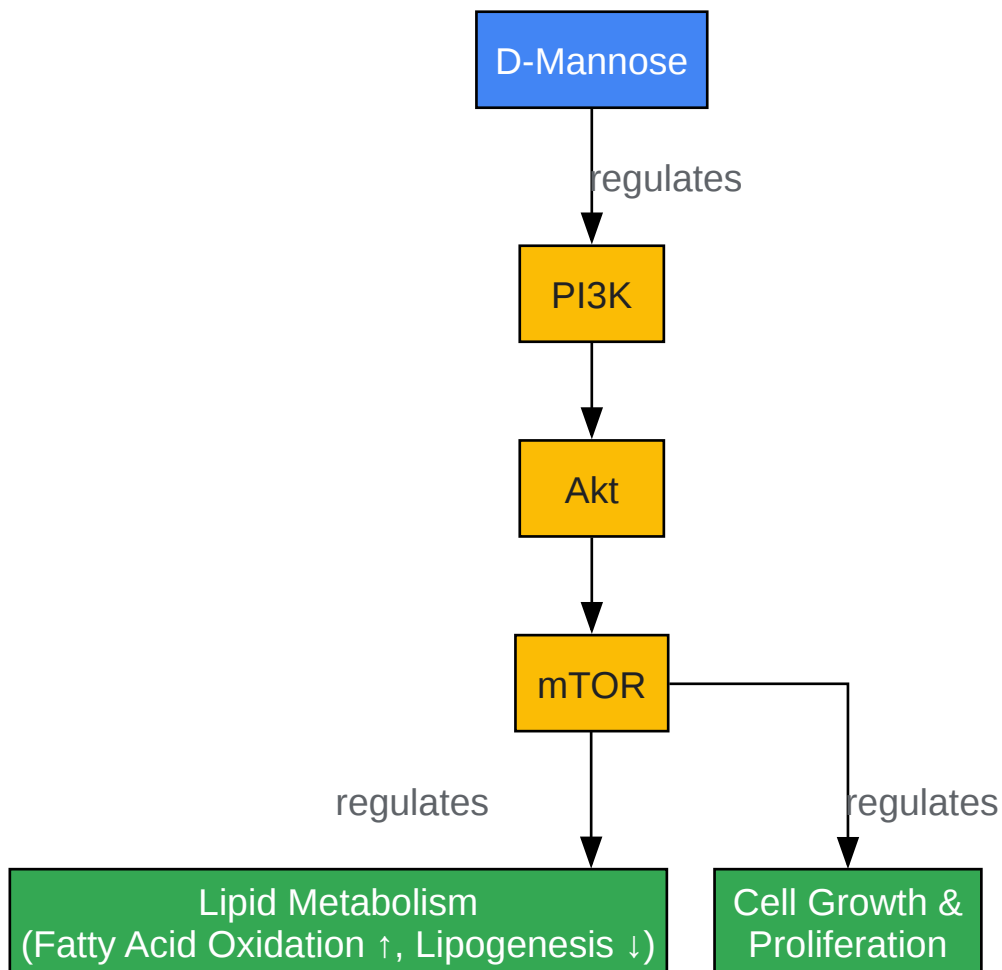 D-Mannose
regulates
PI3K
Akt
mTOR
regulates
regulates
Lipid Metabolism
(Fatty Acid Oxidation ↑, Lipogenesis ↓)
Cell Growth &
Proliferation